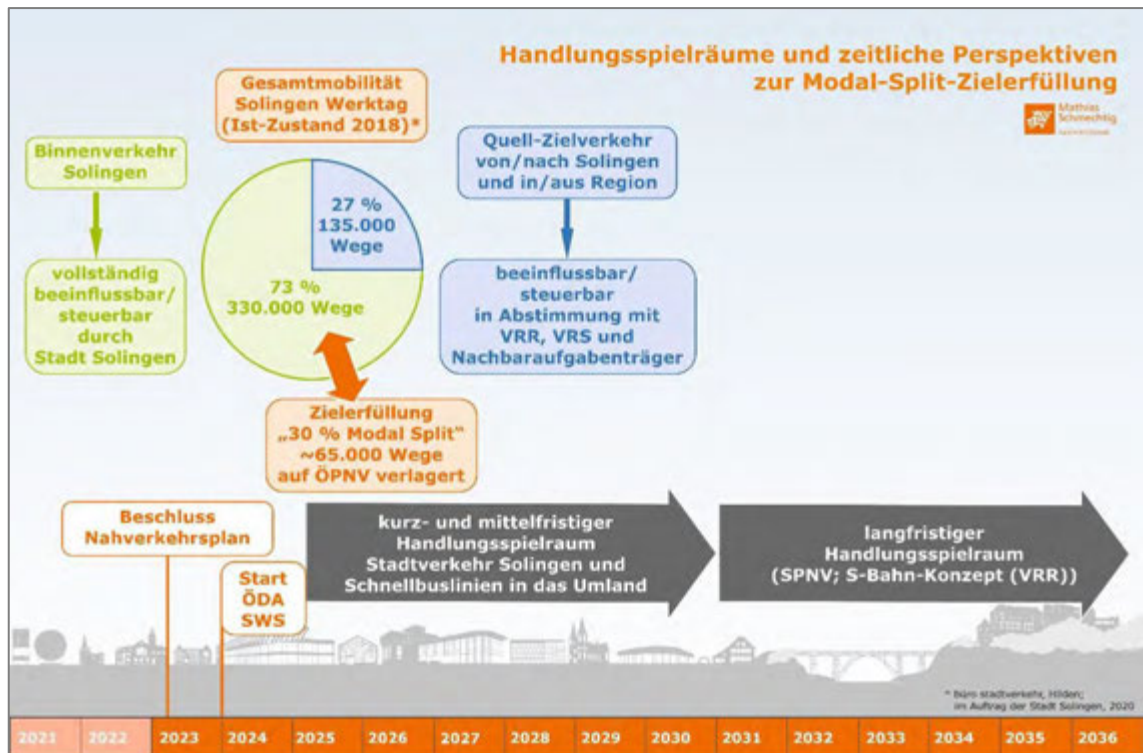 Handlungsspielräume und zeitliche Perspektiven
zur Modal-Split-Zielerfüllung
Mathias
Schmechtig
Gesamtmobilität
Solingen Werktag
(Ist-Zustand 2018)*
Binnenverkehr
Solingen
Quell-Zielverkehr
von/nach Solingen
und in/aus Region
27 %
135.000
Wege
73 %
330.000 Wege
vollständig
beeinflussbar/
steuerbar
durch
Stadt Solingen
beeinflussbar/
steuerbar
in Abstimmung mit
VRR, VRS und
Nachbaraufgabenträger
Zielerfüllung
„30 % Modal Split“
~65.000 Wege
auf ÖPNV verlagert
Beschluss
Nahverkehrsplan
Start
ÖDA
SWS
kurz- und mittelfristiger
Handlungsspielraum
Stadtverkehr Solingen und
Schnellbuslinien in das Umland
langfristiger
Handlungsspielraum
(SPNV; S-Bahn-Konzept (VRR))
* Büro stadtverkehr, Hilden;
im Auftrag der Stadt Solingen, 2020
2021 2022 2023 2024 2025 2026 2027 2028 2029 2030 2031 2032 2033 2034 2035 2036